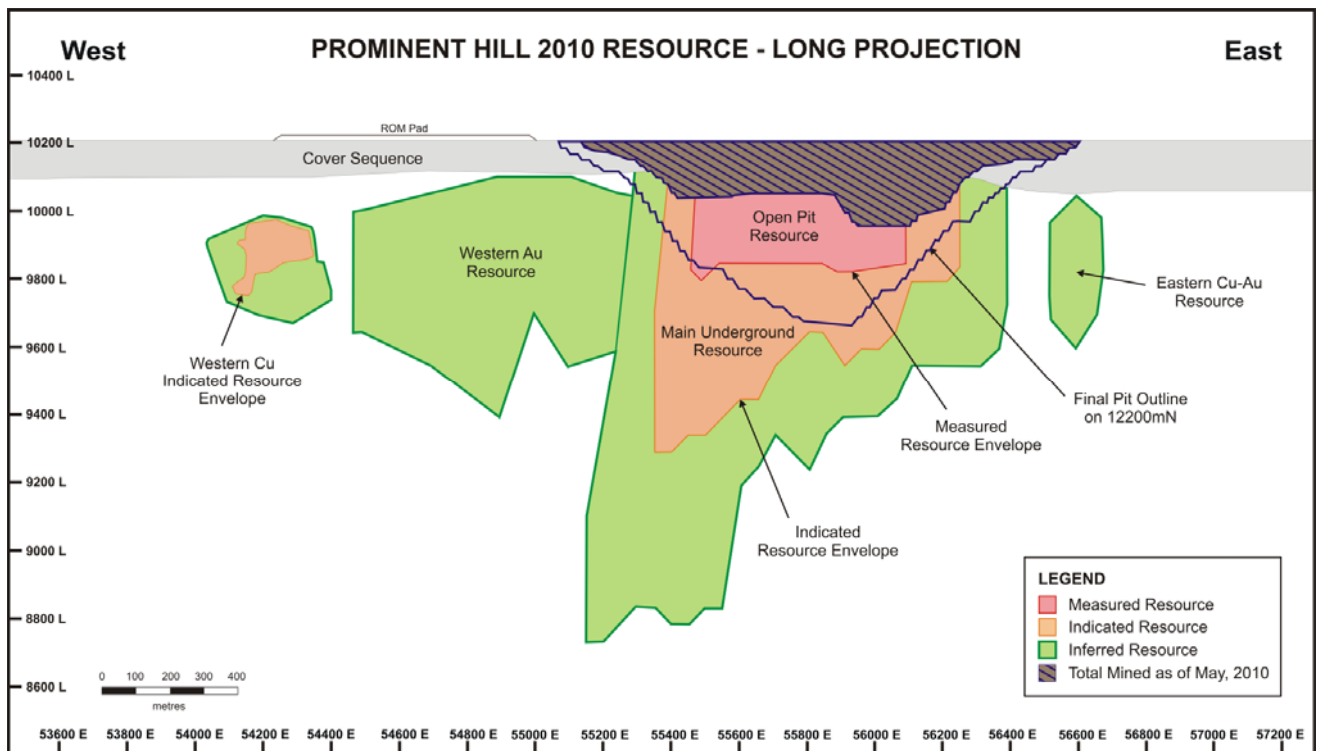 West
PROMINENT HILL 2010 RESOURCE - LONG PROJECTION
East
10400 L
10200 L
10000 L
9800 L
9600 L
9400 L
9200 L
9000 L
8800 L
8600 L
ROM Pad
Cover Sequence
Open Pit
Resource
Western Au
Resource
Eastern Cu-Au
Resource
Main Underground
Resource
Western Cu
Indicated Resource
Envelope
Final Pit Outline
on 12200mN
Measured
Resource Envelope
Indicated
Resource Envelope
LEGEND
Measured Resource
Indicated Resource
Inferred Resource
Total Mined as of May, 2010
0 100 200 300 400
metres
53600 E 53800 E 54000 E 54200 E 54400 E 54600 E 54800 E 55000 E 55200 E 55400 E 55600 E 55800 E 56000 E 56200 E 56400 E 56600 E 56800 E 57000 E 57200 E